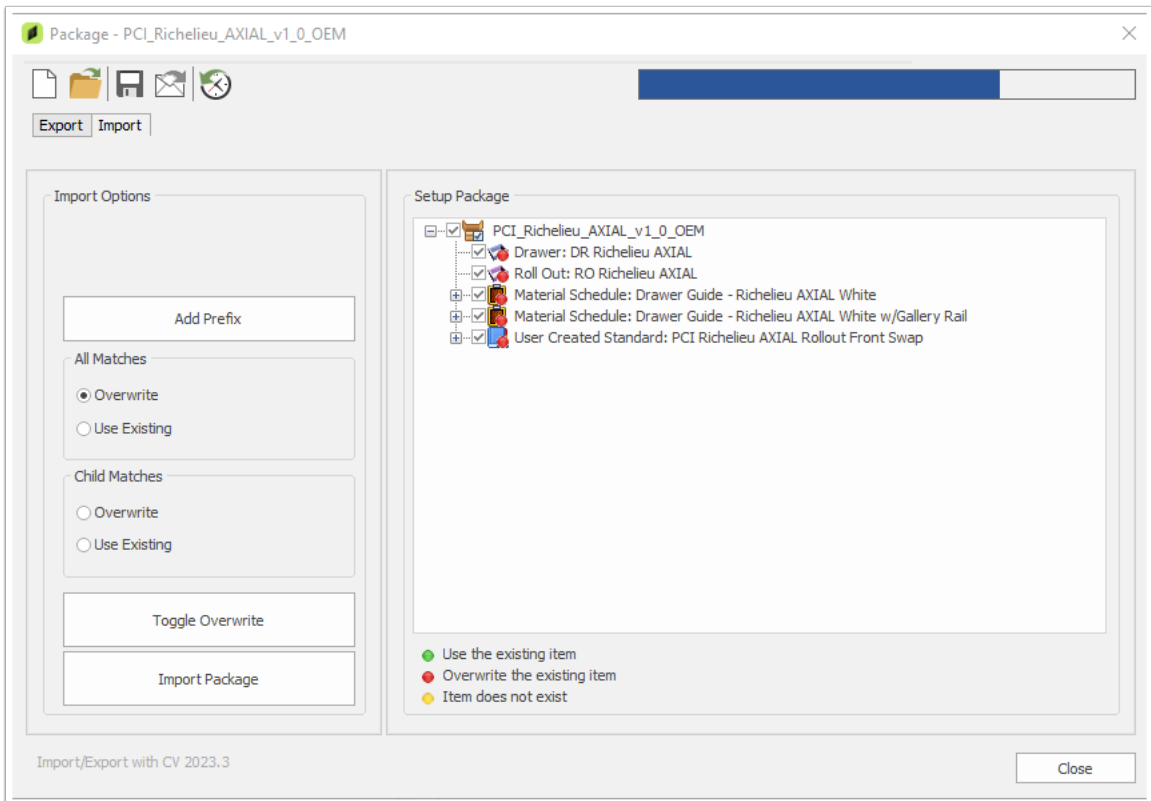 Package - PCI_Richelieu_AXIAL_v1_0_OEM
Export Import
Import Options
Add Prefix
All Matches
Overwrite
Use Existing
Child Matches
Overwrite
Use Existing
Toggle Overwrite
Import Package
Setup Package
PCI_Richelieu_AXIAL_v1_0_OEM
Drawer: DR Richelieu AXIAL
Roll Out: RO Richelieu AXIAL
Material Schedule: Drawer Guide - Richelieu AXIAL White
Material Schedule: Drawer Guide - Richelieu AXIAL White w/Gallery Rail
User Created Standard: PCI Richelieu AXIAL Rollout Front Swap
Use the existing item
Overwrite the existing item
Item does not exist
Import/Export with CV 2023.3
Close